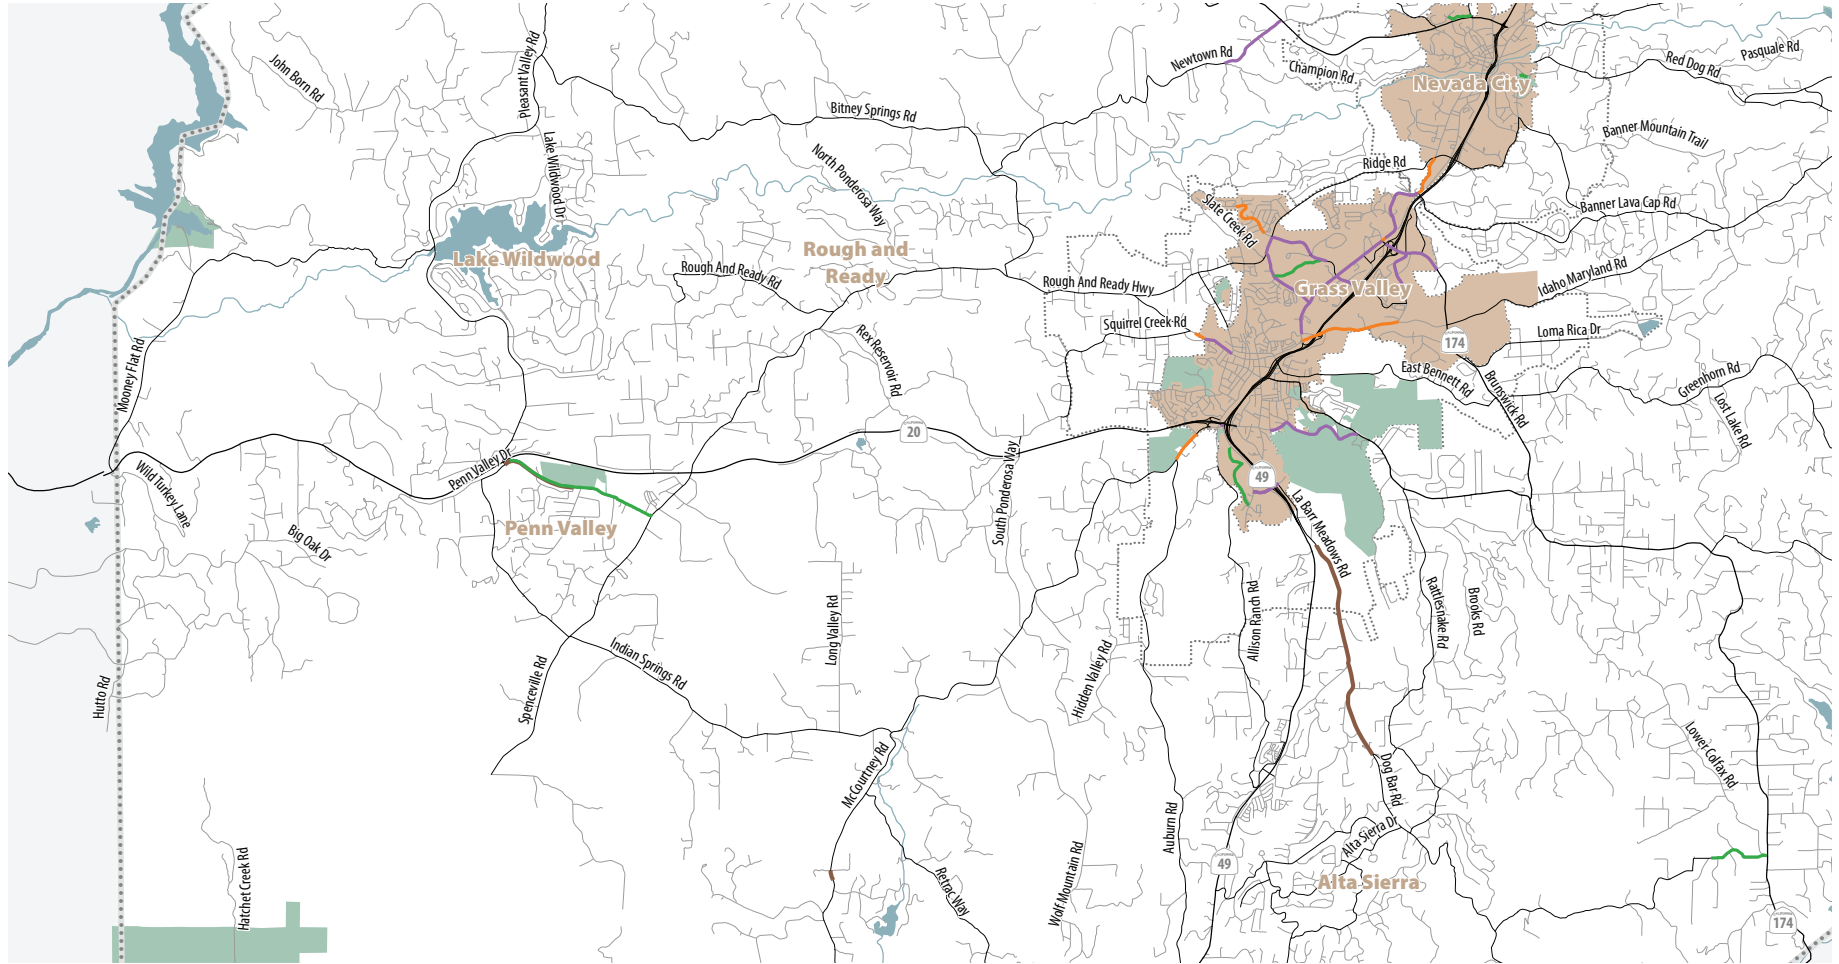 John Born Rd
Pleasant Valley Rd
Newtown Rd
Champion Rd
Nevada City
Red Dog Rd
Pasquale Rd
Bitney Springs Rd
Banner Mountain Trail
Lake Wildwood Dr
North Ponderosa Way
Ridge Rd
Slate Creek Rd
Banner Lava Cap Rd
Lake Wildwood
Rough and
Ready
Rough And Ready Rd
Rough And Ready Hwy
Grass Valley
Idaho Maryland Rd
Squirrel Creek Rd
Loma Rica Dr
CALIFORNIA
174
Mooney Flat Rd
Rex Reservoir Rd
East Bennett Rd
Brunswick Rd
Greenhorn Rd
Lost Lake Rd
CALIFORNIA
20
Wild Turkey Lane
Penn Valley Dr
South Ponderosa Way
CALIFORNIA
49
La Barr Meadows Rd
Penn Valley
Big Oak Dr
Long Valley Rd
Allison Ranch Rd
Rattlesnake Rd
Brooks Rd
Hutto Rd
Spenceville Rd
Indian Springs Rd
Hidden Valley Rd
McCourtney Rd
Dog Bar Rd
Lower Colfax Rd
Auburn Rd
Alta Sierra Dr
CALIFORNIA
49
Alta Sierra
Hatchet Creek Rd
Retrac Way
Wolf Mountain Rd
CALIFORNIA
174